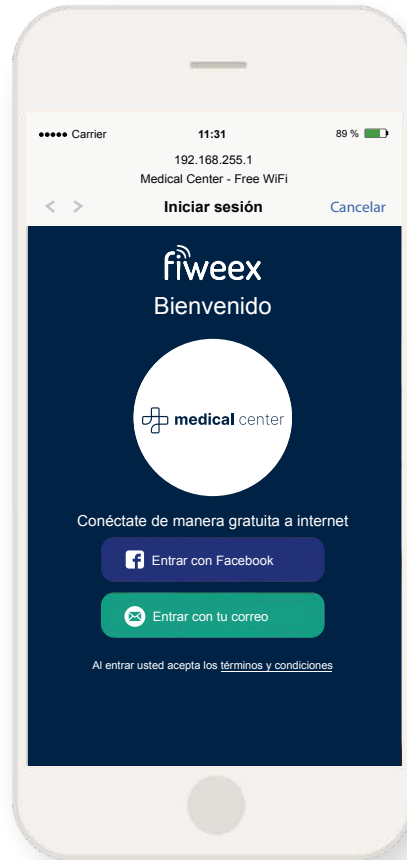 Carrier 11:31 89 %
192.168.255.1
Medical Center - Free WiFi
< > Iniciar sesión Cancelar
fiweex
Bienvenido
medical center
Conéctate de manera gratuita a internet
Entrar con Facebook
Entrar con tu correo
Al entrar usted acepta los términos y condiciones